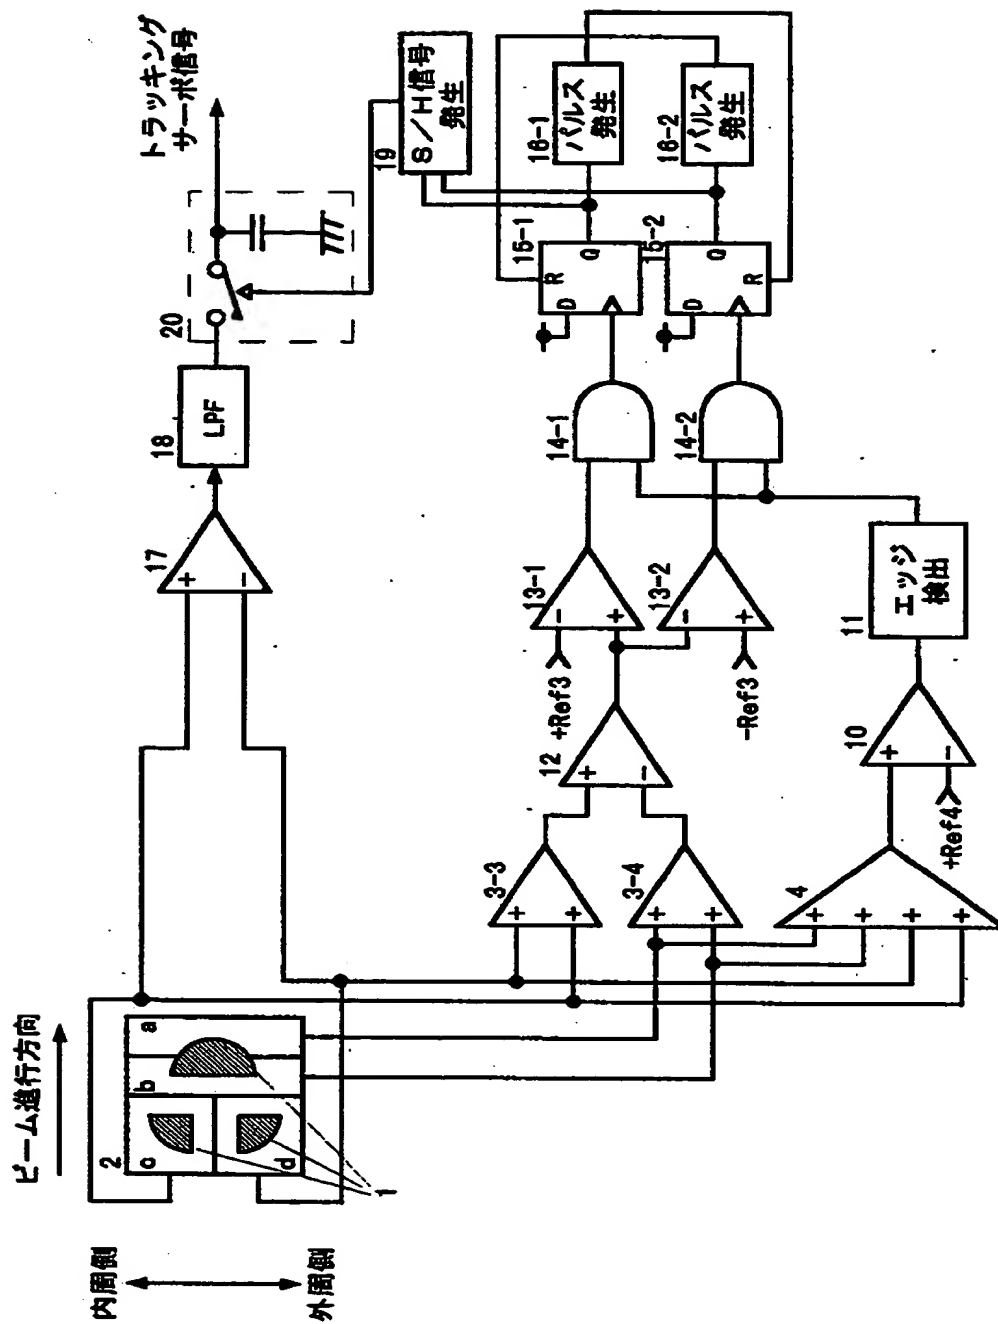 ビーム進行方向
内周側
外周側
2
a
b
c
d
1
トラッキング
サーボ信号
20
18
LPF
17
+
−
19
S/H信号
発生
16-1
パルス
発生
16-2
パルス
発生
15-1
R
D
Q
15-2
R
D
Q
14-1
14-2
13-1
−
+
+Ref3
13-2
−
+
-Ref3
12
+
−
11
エッジ
検出
10
+
−
+Ref4
3-3
+
+
3-4
+
+
4
+
+
+
+